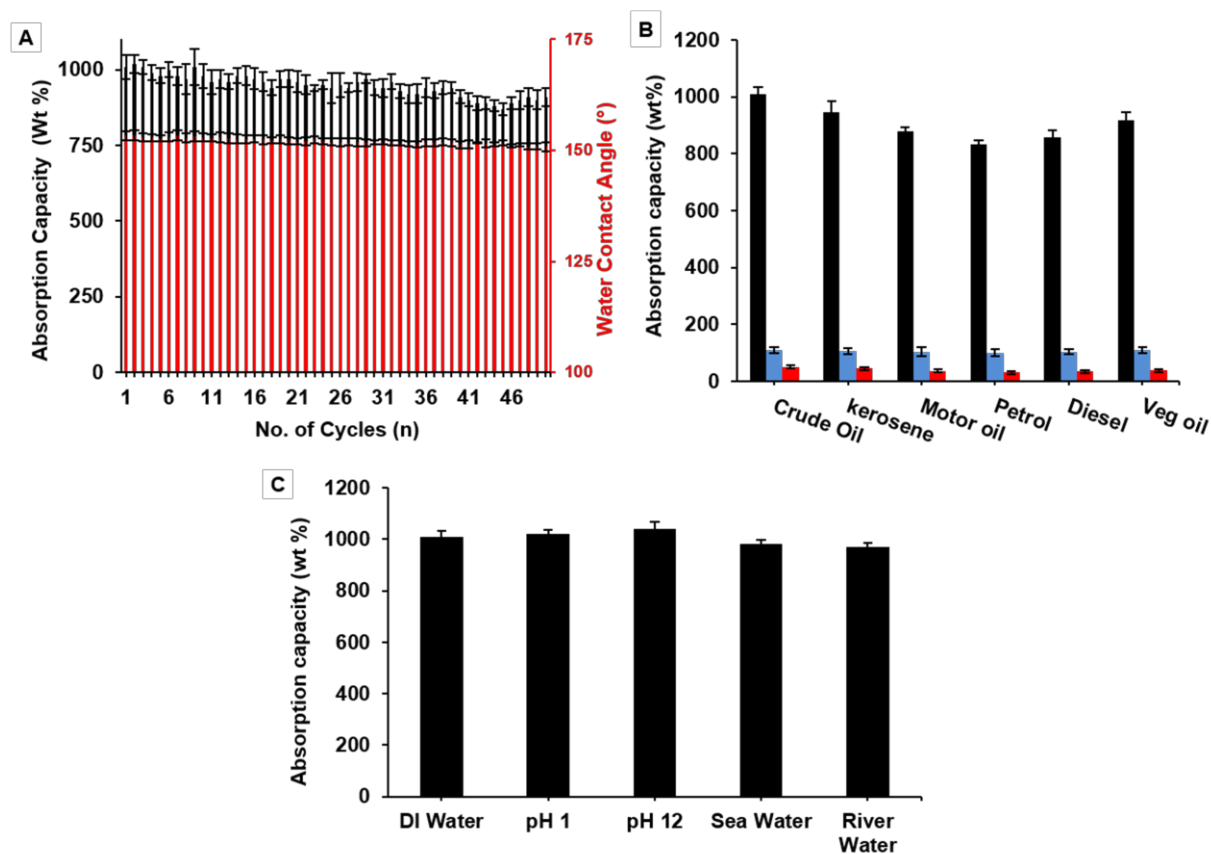 A
Absorption Capacity (Wt %)
1000
750
500
250
0
175
150
125
100
Water Contact Angle (°)
1 6 11 16 21 26 31 36 41 46
No. of Cycles (n)
B
Absorption capacity (wt%)
1200
1000
800
600
400
200
0
Crude Oil kerosene Motor oil Petrol Diesel Veg oil
C
Absorption capacity (wt %)
1200
1000
800
600
400
200
0
DI Water pH 1 pH 12 Sea Water River
Water